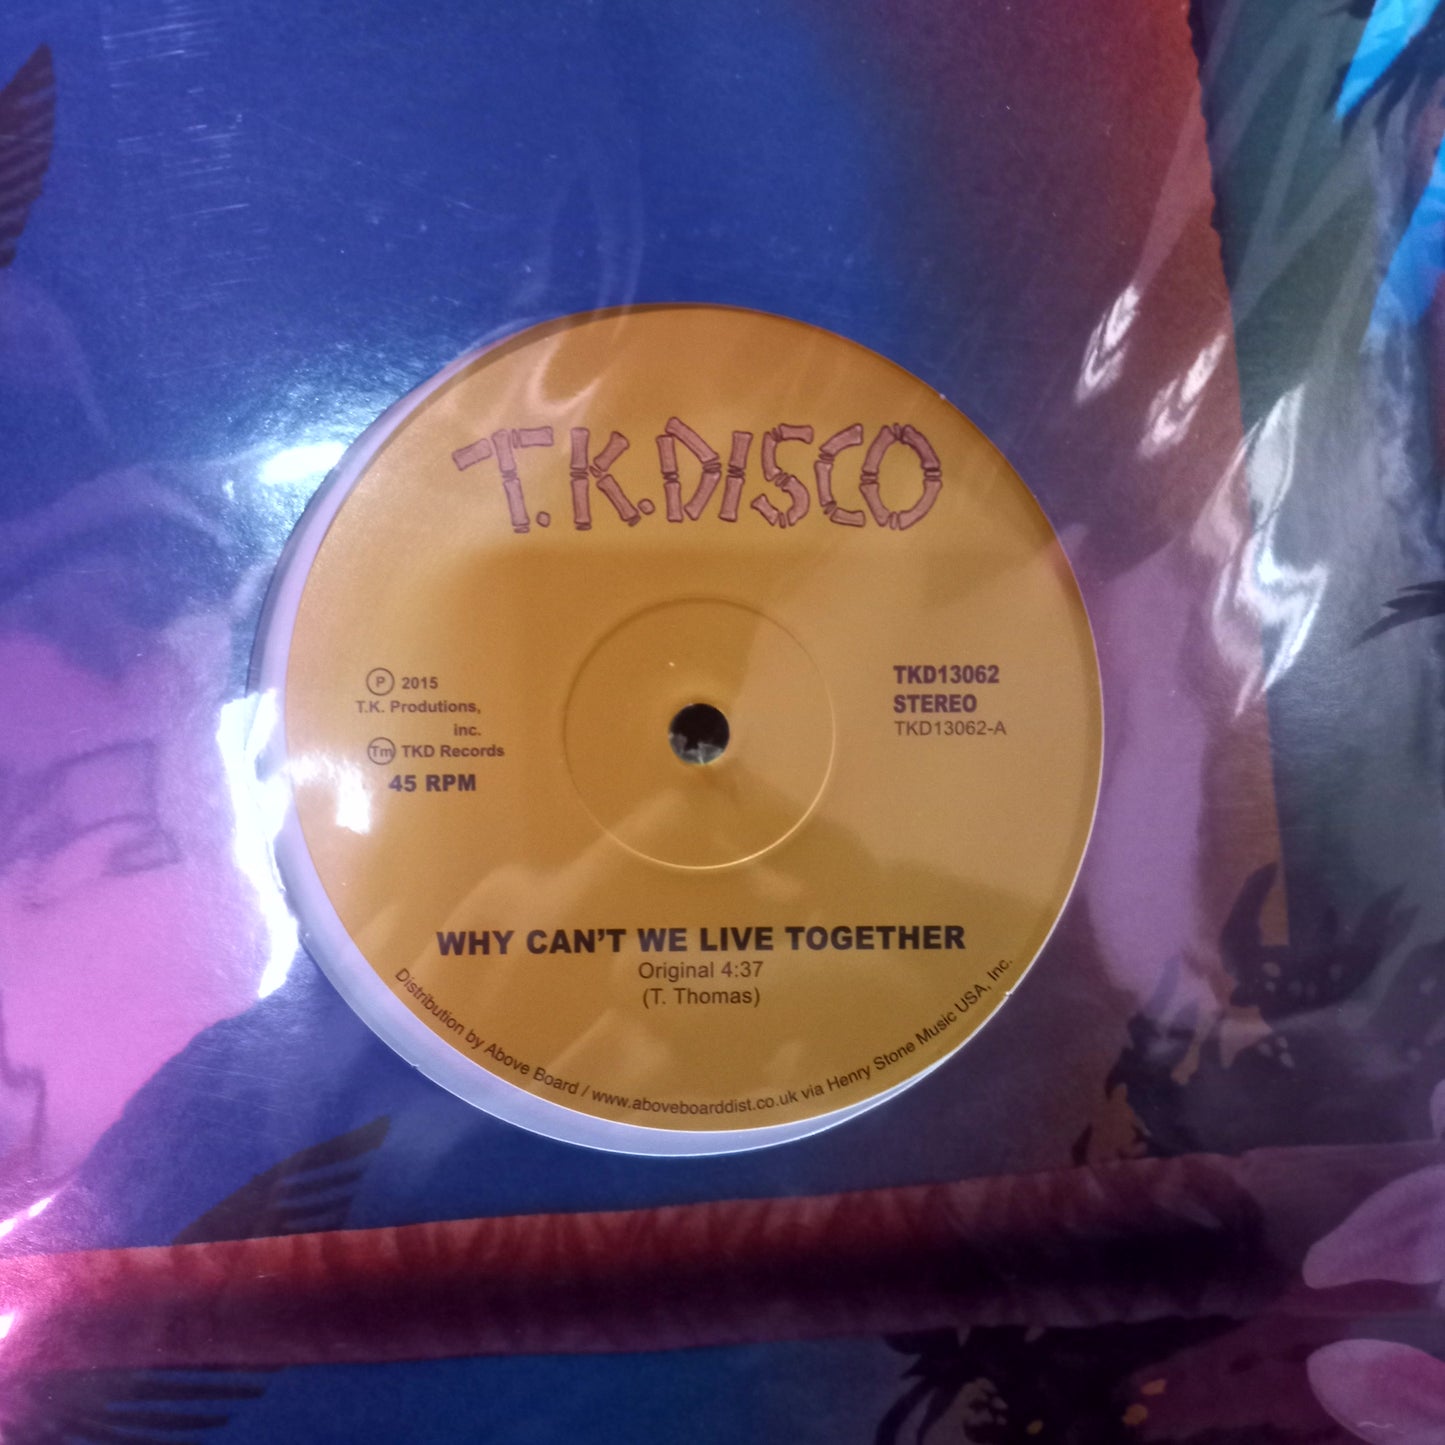 T.K.DISCO
Ⓟ 2015
T.K. Produtions,
inc.
Tm TKD Records
45 RPM
TKD13062
STEREO
TKD13062-A
WHY CAN'T WE LIVE TOGETHER
Original 4:37
(T. Thomas)
Distribution by Above Board / www.aboveboarddist.co.uk via Henry Stone Music USA, Inc.